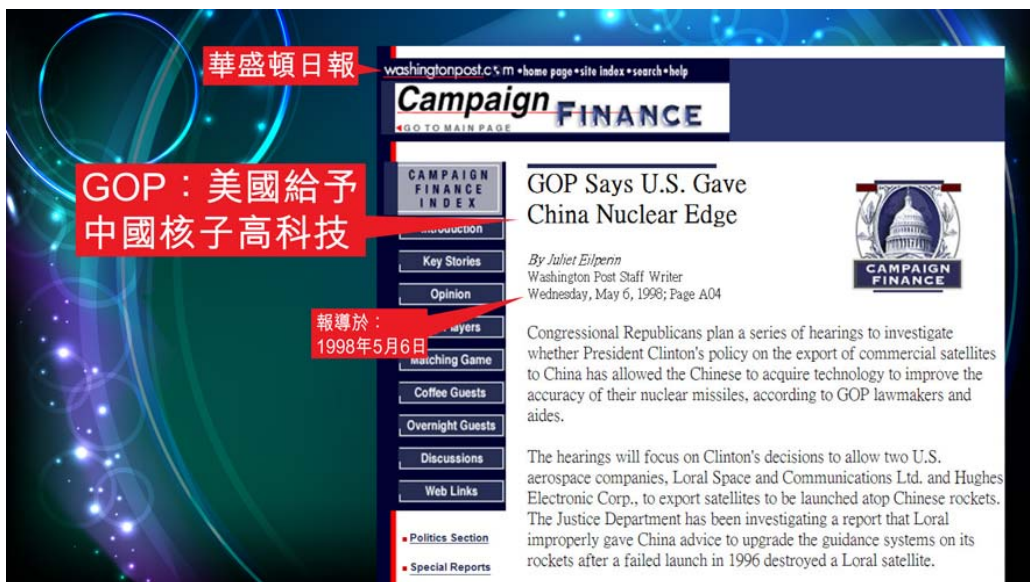 華盛頓日報
washingtonpost.com •home page•site index•search•help
Campaign FINANCE
GO TO MAIN PAGE
GOP：美國給予
中國核子高科技
報導於：
1998年5月6日
CAMPAIGN
FINANCE
INDEX
Introduction
Key Stories
Opinion
Players
Matching Game
Coffee Guests
Overnight Guests
Discussions
Web Links
Politics Section
Special Reports
GOP Says U.S. Gave
China Nuclear Edge
By Juliet Eilperin
Washington Post Staff Writer
Wednesday, May 6, 1998; Page A04
CAMPAIGN
FINANCE
Congressional Republicans plan a series of hearings to investigate
whether President Clinton's policy on the export of commercial satellites
to China has allowed the Chinese to acquire technology to improve the
accuracy of their nuclear missiles, according to GOP lawmakers and
aides.
The hearings will focus on Clinton's decisions to allow two U.S.
aerospace companies, Loral Space and Communications Ltd. and Hughes
Electronic Corp., to export satellites to be launched atop Chinese rockets.
The Justice Department has been investigating a report that Loral
improperly gave China advice to upgrade the guidance systems on its
rockets after a failed launch in 1996 destroyed a Loral satellite.